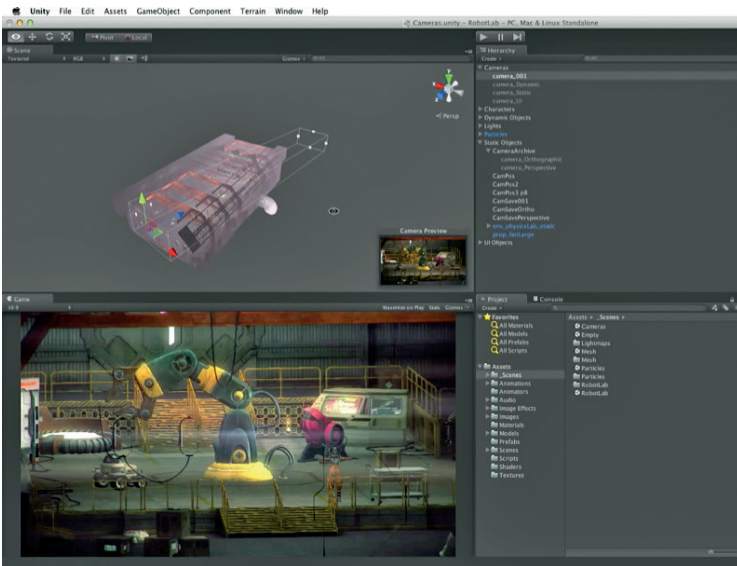 Unity File Edit Assets GameObject Component Terrain Window Help
Cameras.unity - RobotLab - PC, Mac & Linux Standalone
Pivot Local
Scene
Textured RGB Gizmos
Persp
Camera Preview
Hierarchy
Create
Cameras
camera_001
camera_Dynamic
camera_Static
camera_UI
Characters
Dynamic Objects
Lights
Particles
Static Objects
CameraArchive
camera_Orthographic
camera_Perspective
CamPos
CamPos2
CamPos3 p8
CamSave001
CamSaveOrtho
CamSavePerspective
env_physicsLab_static
prop_fanLarge
UI Objects
Game
Maximize on Play Stats Gizmos
Project Console
Create
Favorites
All Materials
All Models
All Prefabs
All Scripts
Assets
_Scenes
Animations
Animators
Audio
Image Effects
Images
Materials
Models
Prefabs
Scenes
Scripts
Shaders
Textures
Assets _Scenes
Cameras
Empty
Lightmaps
Mesh
Mesh
Particles
Particles
RobotLab
RobotLab